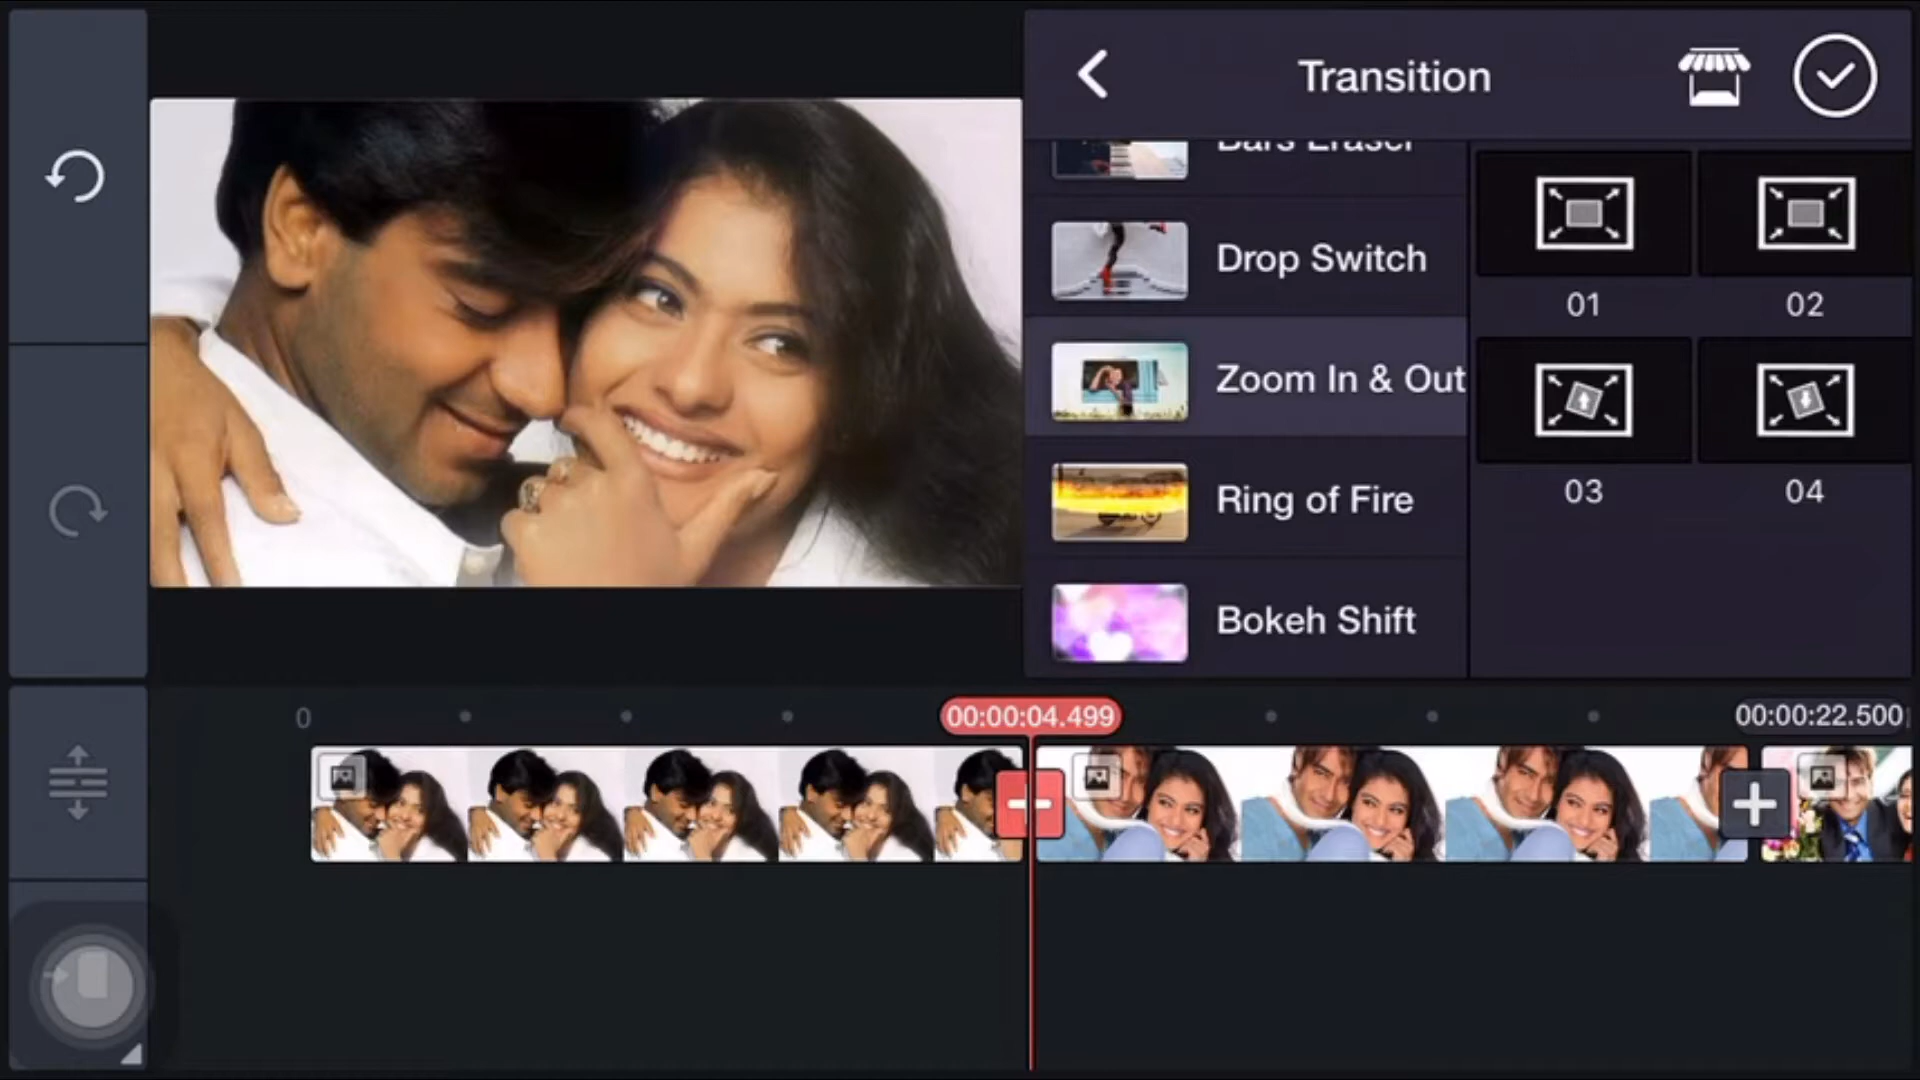 Transition
Bars Eraser
Drop Switch
Zoom In & Out
Ring of Fire
Bokeh Shift
01
02
03
04
0
00:00:04.499
00:00:22.500